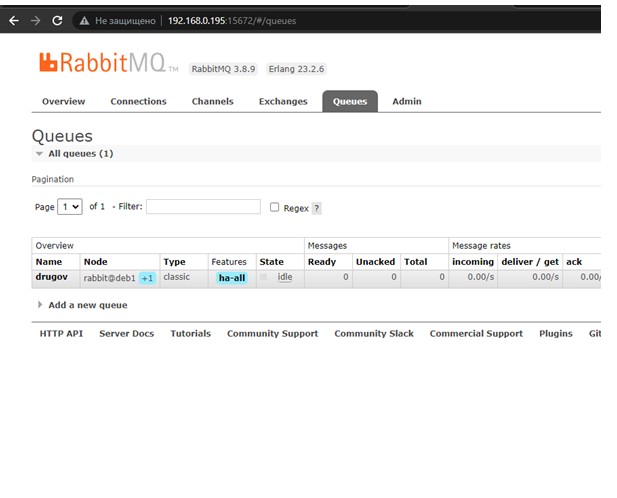 Не защищено 192.168.0.195:15672/#/queues
RabbitMQ TM RabbitMQ 3.8.9 Erlang 23.2.6
Overview Connections Channels Exchanges Queues Admin
Queues
All queues (1)
Pagination
Page 1 of 1 - Filter: Regex ?
Overview Messages Message rates
Name Node Type Features State Ready Unacked Total incoming deliver / get ack
drugov rabbit@deb1 +1 classic ha-all idle 0 0 0 0.00/s 0.00/s 0.00/
Add a new queue
HTTP API Server Docs Tutorials Community Support Community Slack Commercial Support Plugins Git